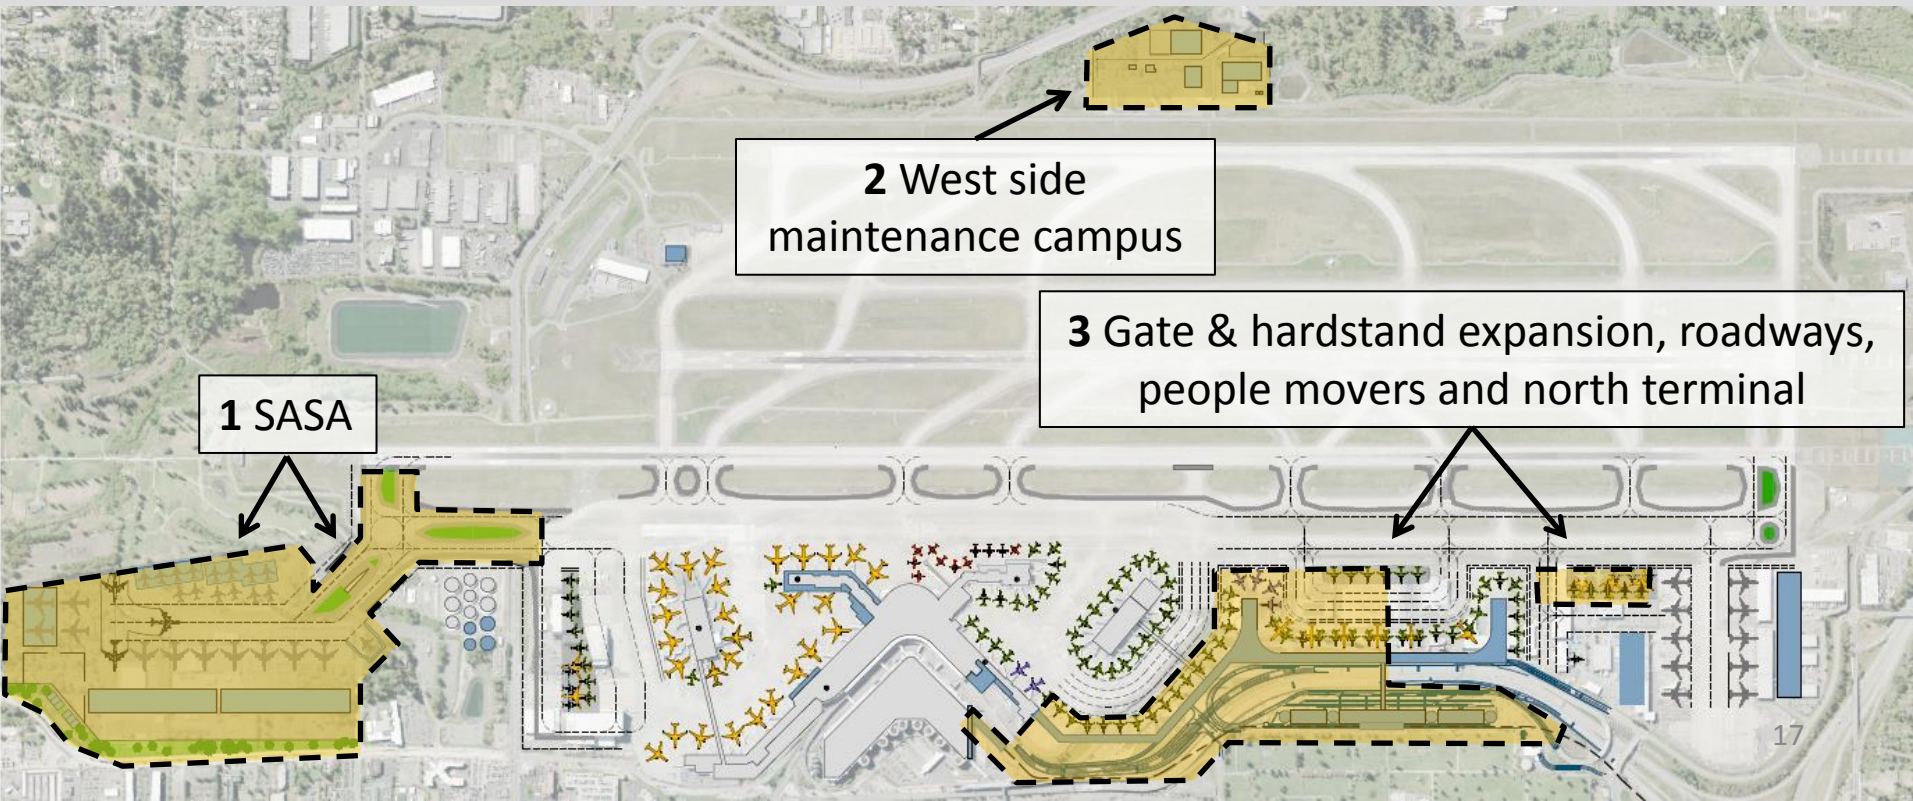 2 West side
maintenance campus
3 Gate & hardstand expansion, roadways,
people movers and north terminal
1 SASA
17